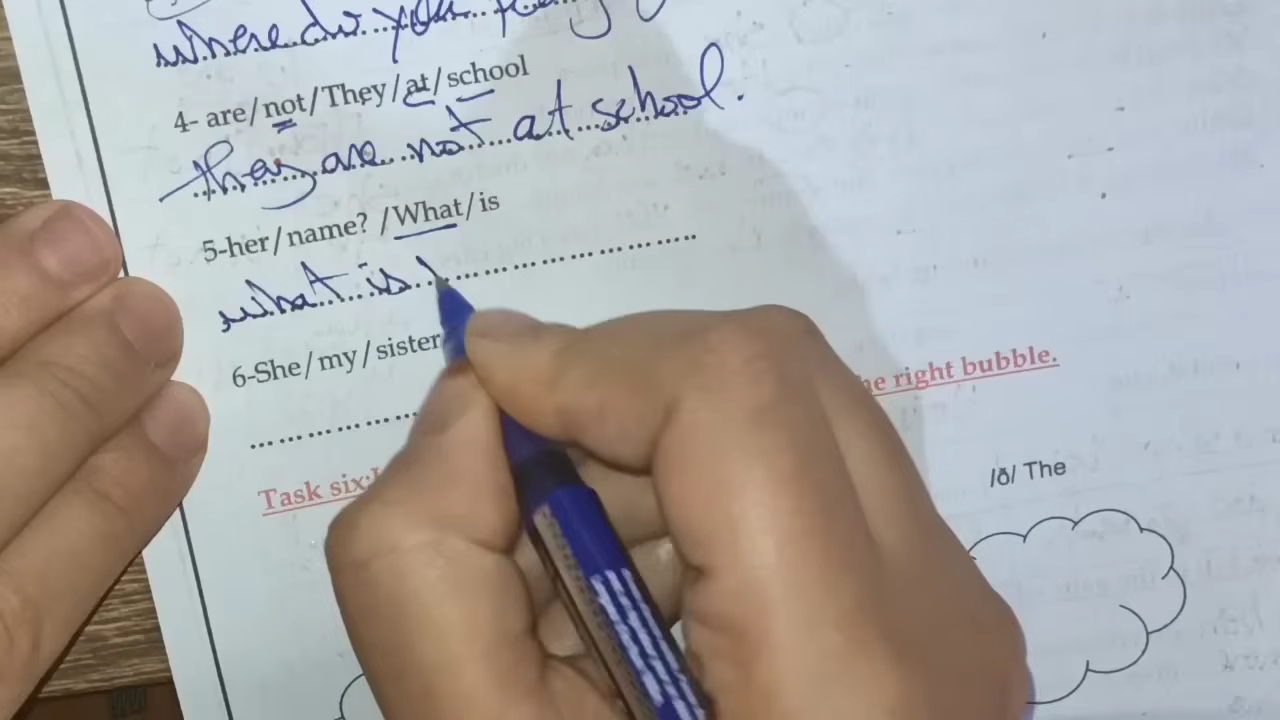 where do you
4- are/not/They/at/school
they are not at school.
5-her/name? /What/is
what is
6-She/my/sister
Task six:
he right bubble.
/ð/ The